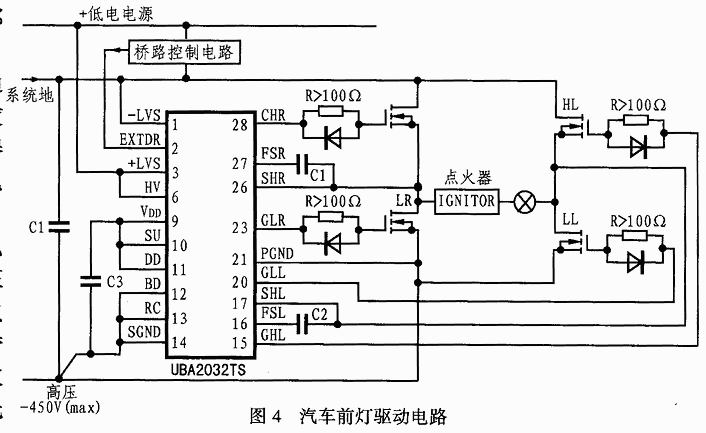 +低电电源
桥路控制电路
系统地
R>100Ω
HL
R>100Ω
-LVS
1
28
CHR
EXTDR
2
FSR
+LVS
3
27
C1
HV
6
26
SHR
点火器
LR
IGNITOR
C1
VDD
9
23
GLR
R>100Ω
LL
R>100Ω
SU
10
DD
11
21
PGND
C3
BD
12
20
GLL
RC
13
17
SHL
16
FSL
C2
SGND
14
15
GHL
UBA2032TS
高压
-450V(max)
图 4 汽车前灯驱动电路